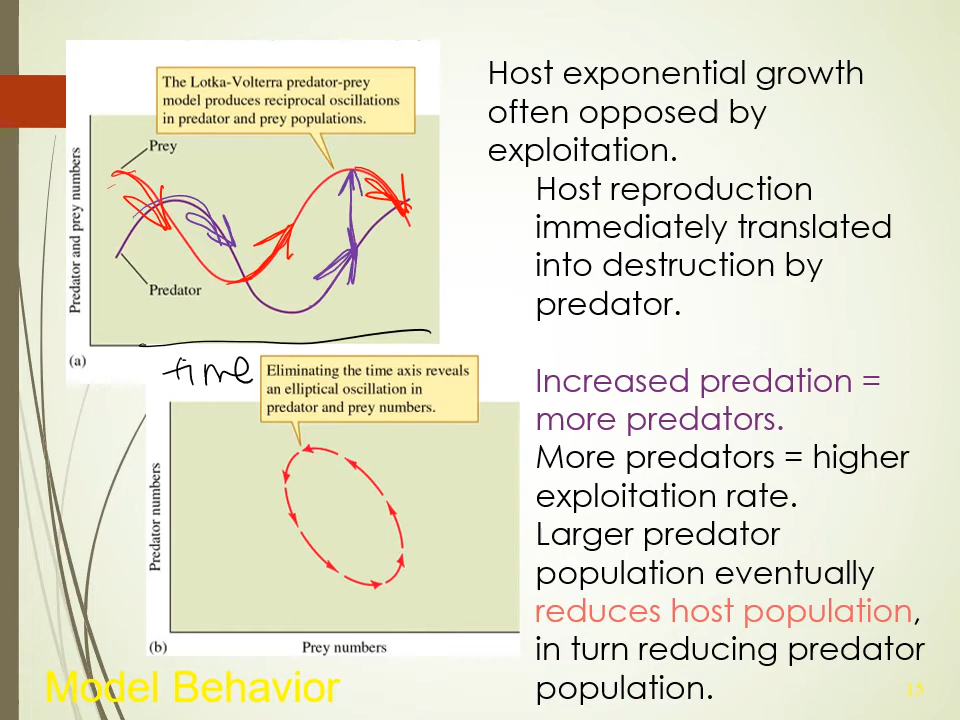 The Lotka-Volterra predator-prey
model produces reciprocal oscillations
in predator and prey populations.
Prey
Predator and prey numbers
Predator
(a)
time
Eliminating the time axis reveals
an elliptical oscillation in
predator and prey numbers.
Predator numbers
(b)
Prey numbers
Model Behavior
Host exponential growth
often opposed by
exploitation.
Host reproduction
immediately translated
into destruction by
predator.
Increased predation =
more predators.
More predators = higher
exploitation rate.
Larger predator
population eventually
reduces host population,
in turn reducing predator
population.
15